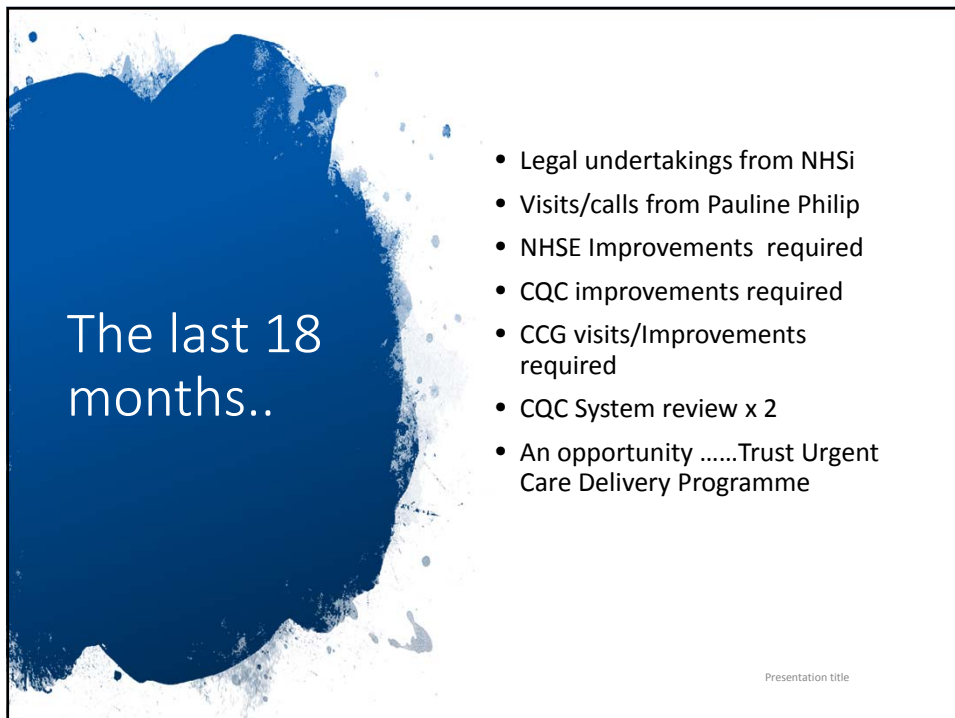 The last 18
months..
• Legal undertakings from NHSi
• Visits/calls from Pauline Philip
• NHSE Improvements  required
• CQC improvements required
• CCG visits/Improvements
required
• CQC System review x 2
• An opportunity ......Trust Urgent
Care Delivery Programme
Presentation title